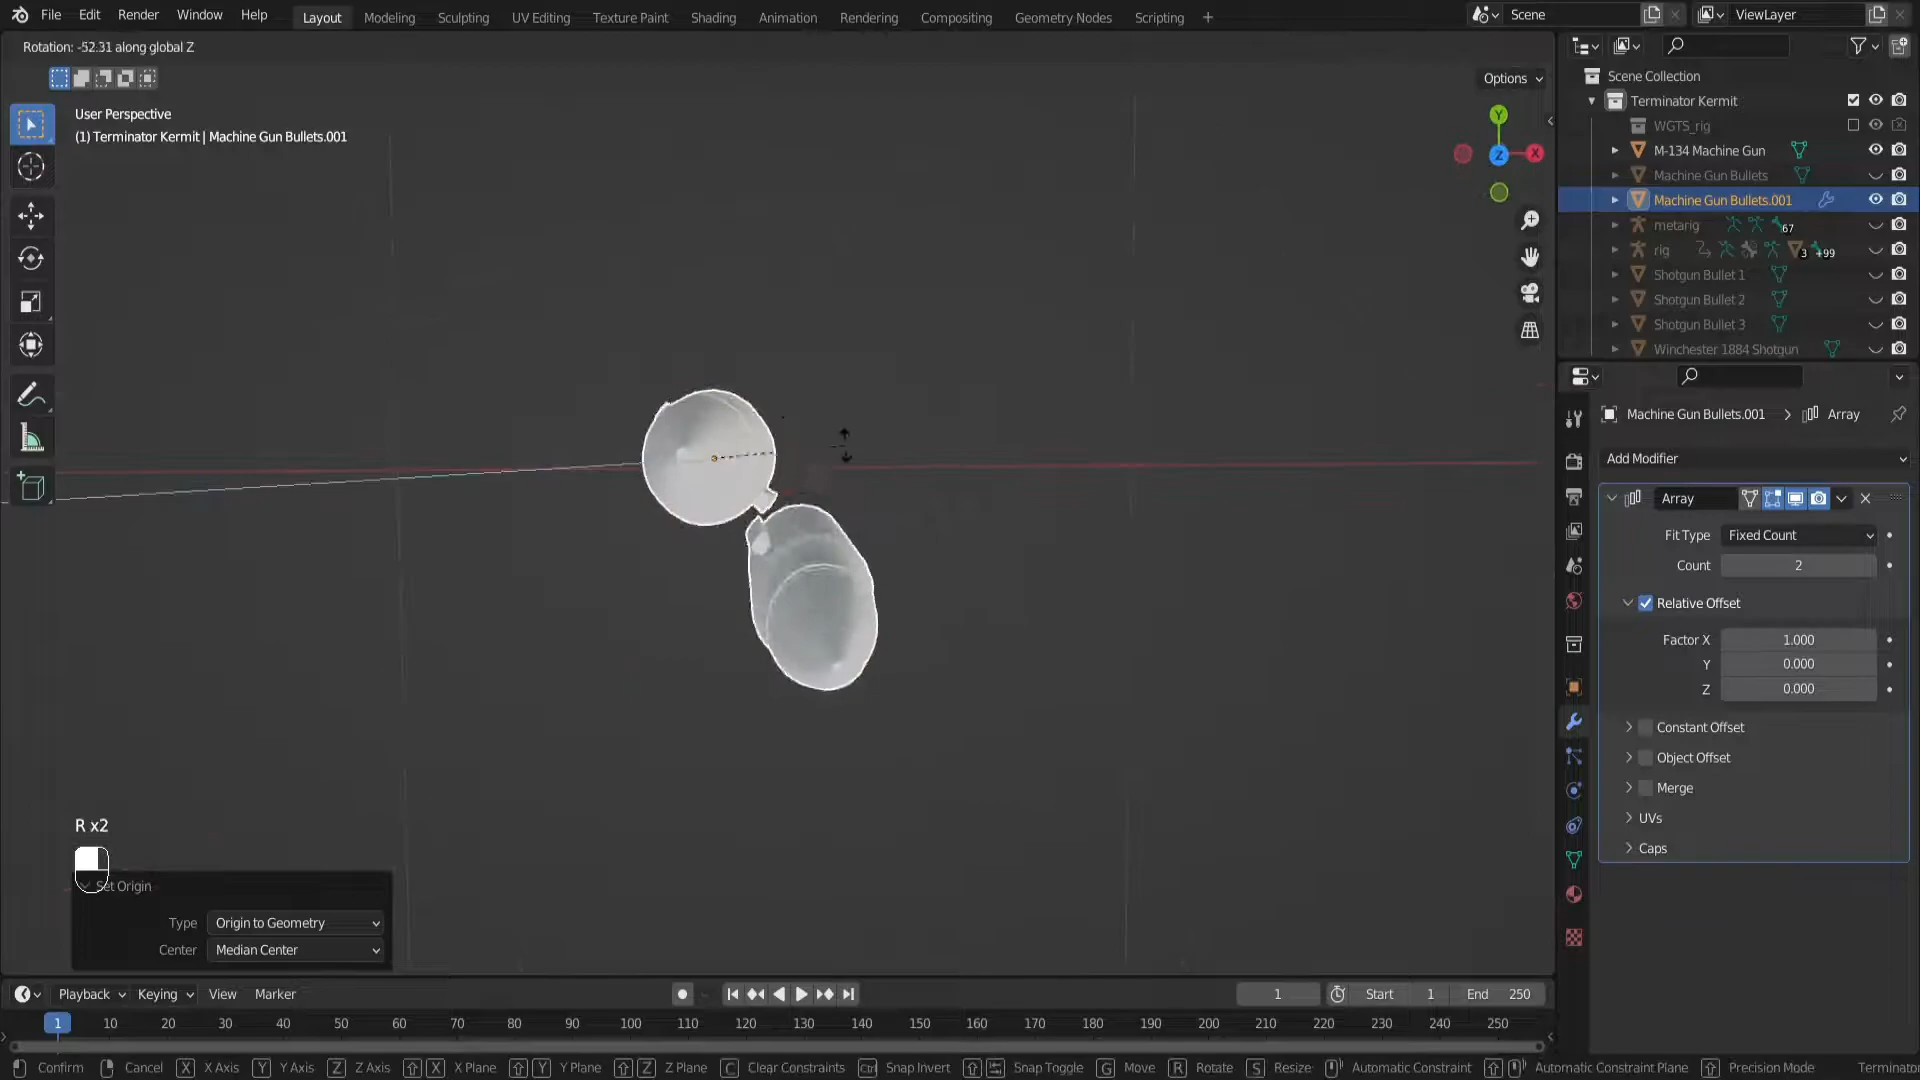 File Edit Render Window Help Layout Modeling Sculpting UV Editing Texture Paint Shading Animation Rendering Compositing Geometry Nodes Scripting + Scene ViewLayer
Rotation: -52.31 along global Z
Options
User Perspective
(1) Terminator Kermit | Machine Gun Bullets.001
Y
Z
X
Scene Collection
Terminator Kermit
WGTS_rig
M-134 Machine Gun
Machine Gun Bullets
Machine Gun Bullets.001
metarig 67
rig 3 +99
Shotgun Bullet 1
Shotgun Bullet 2
Shotgun Bullet 3
Winchester 1884 Shotgun
Machine Gun Bullets.001 > Array
Add Modifier
Array
Fit Type Fixed Count
Count 2
Relative Offset
Factor X 1.000
Y 0.000
Z 0.000
Constant Offset
Object Offset
Merge
UVs
Caps
R x2
Set Origin
Type Origin to Geometry
Center Median Center
Playback Keying View Marker 1 Start 1 End 250
1 10 20 30 40 50 60 70 80 90 100 110 120 130 140 150 160 170 180 190 200 210 220 230 240 250
Confirm Cancel X X Axis Y Y Axis Z Z Axis X X Plane Y Y Plane Z Z Plane C Clear Constraints Ctrl Snap Invert Snap Toggle G Move R Rotate S Resize Automatic Constraint Automatic Constraint Plane Precision Mode Terminator